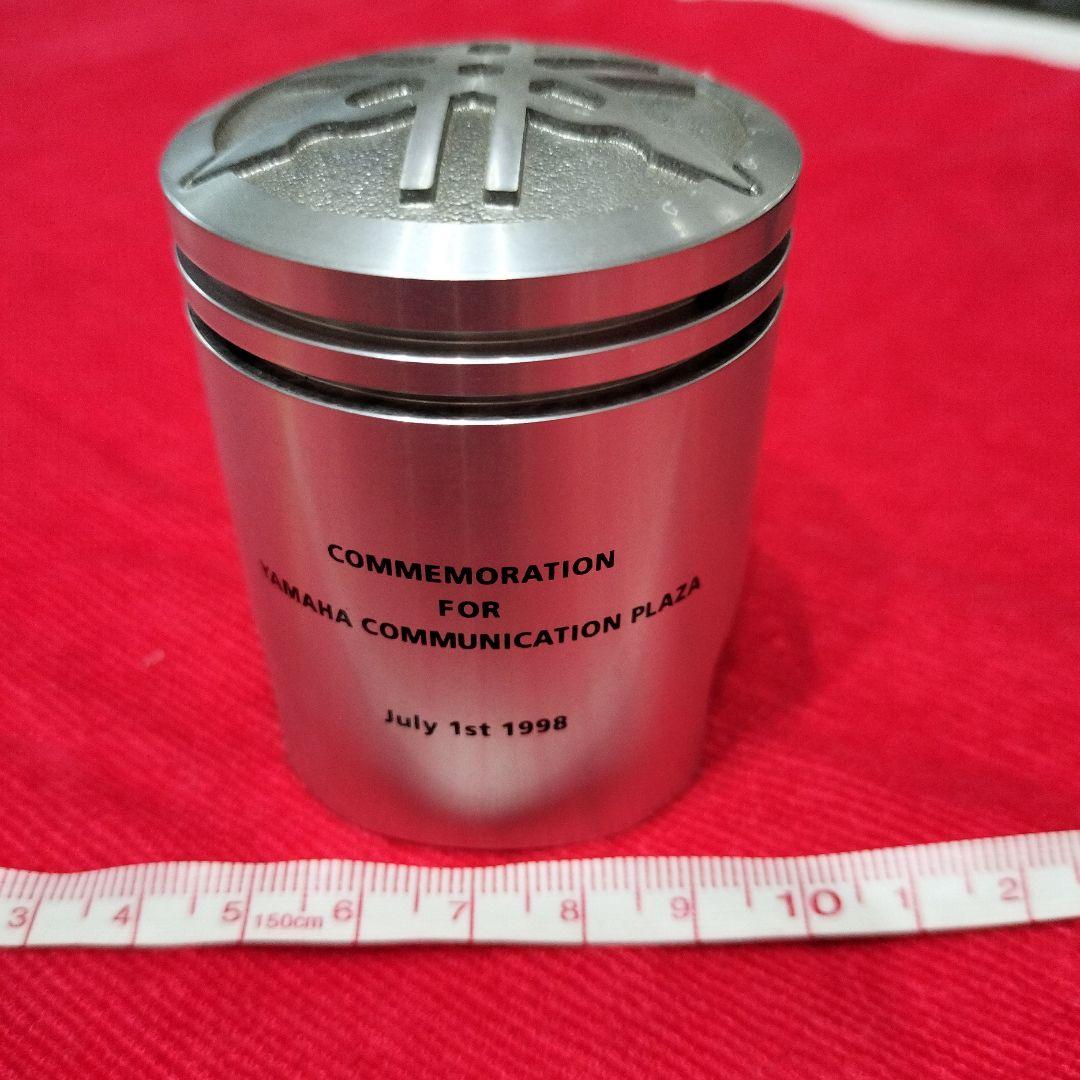 COMMEMORATION
FOR
YAMAHA COMMUNICATION PLAZA
July 1st 1998
3 4 5 150cm 6 7 8 9 10 1 2